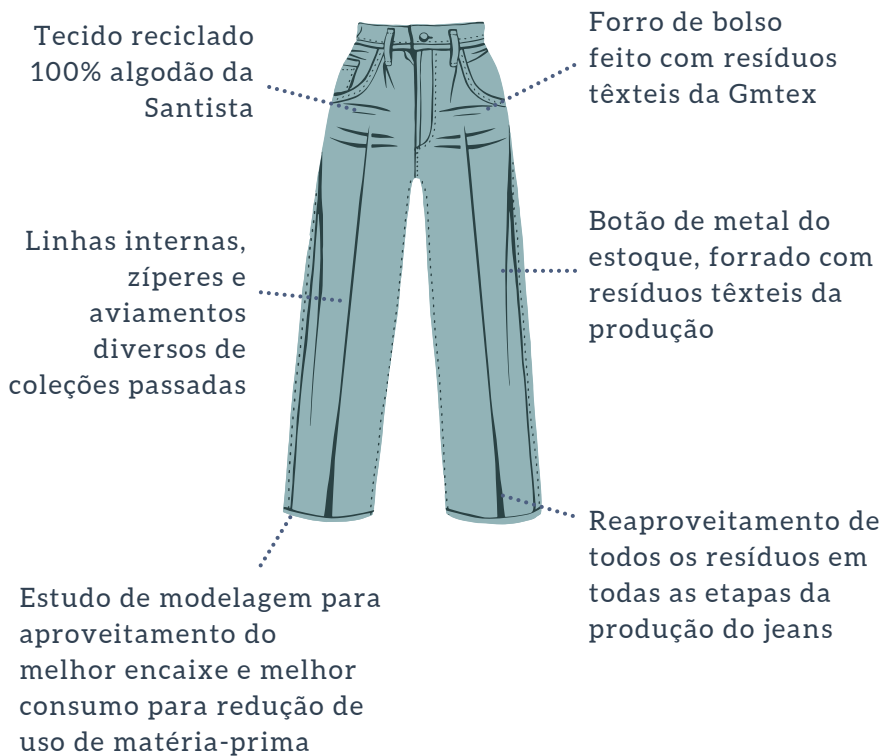 Tecido reciclado
100% algodão da
Santista
Forro de bolso
feito com resíduos
têxteis da Gmtex
Linhas internas,
zíperes e
aviamentos
diversos de
coleções passadas
Botão de metal do
estoque, forrado com
resíduos têxteis da
produção
Estudo de modelagem para
aproveitamento do
melhor encaixe e melhor
consumo para redução de
uso de matéria-prima
Reaproveitamento de
todos os resíduos em
todas as etapas da
produção do jeans